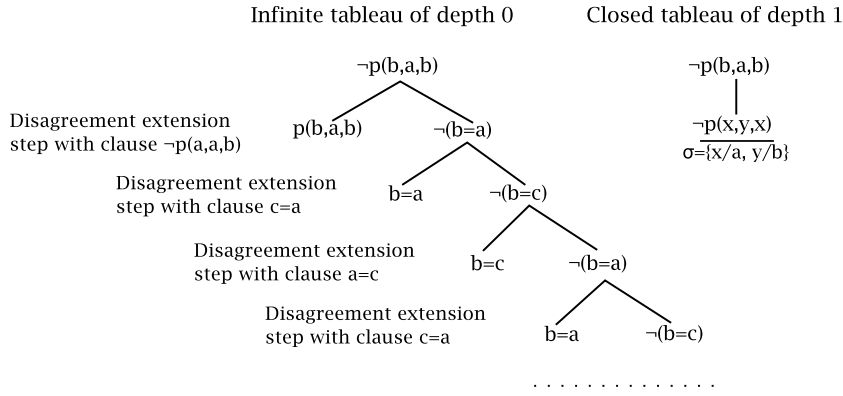 Infinite tableau of depth 0
Closed tableau of depth 1
¬p(b,a,b)
¬p(b,a,b)
Disagreement extension
step with clause ¬p(a,a,b)
p(b,a,b)
¬(b=a)
¬p(x,y,x)
σ={x/a, y/b}
Disagreement extension
step with clause c=a
b=a
¬(b=c)
Disagreement extension
step with clause a=c
b=c
¬(b=a)
Disagreement extension
step with clause c=a
b=a
¬(b=c)
. . . . . . . . . . . . . .